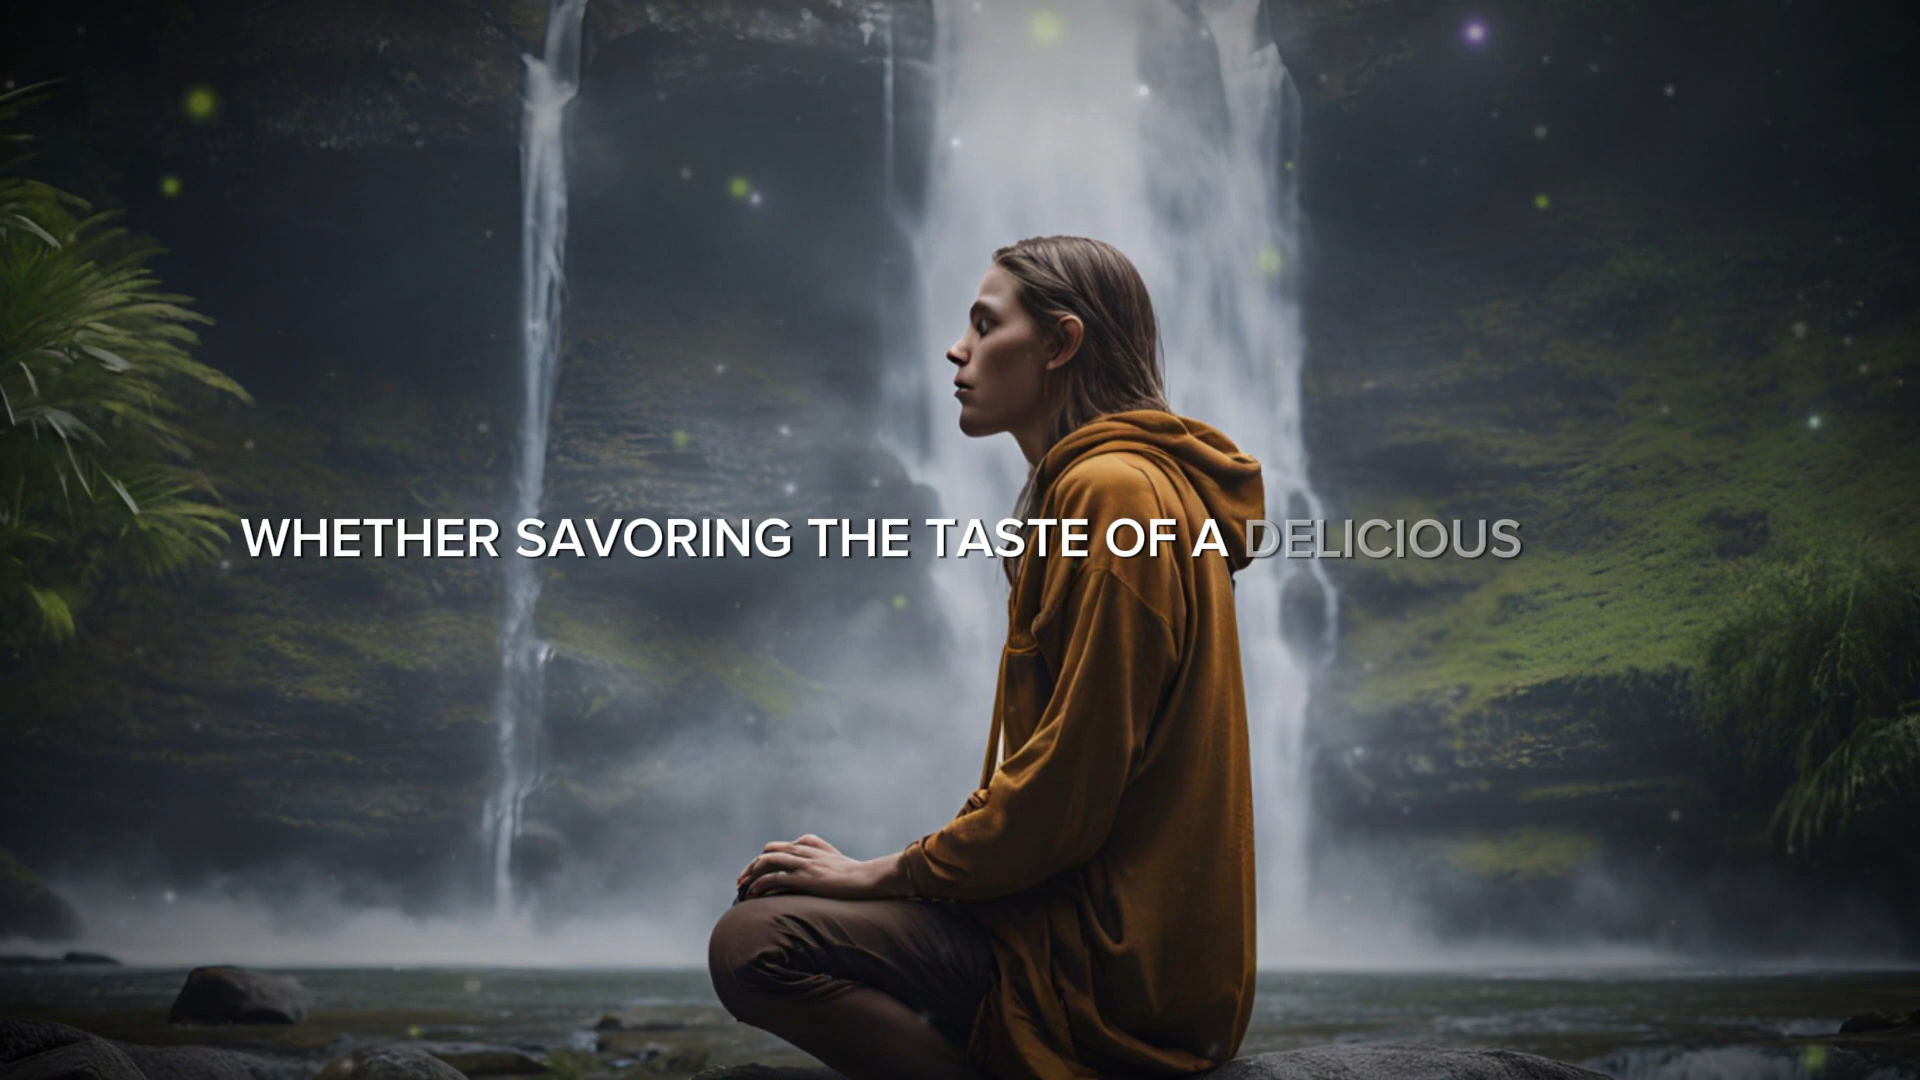 WHETHER SAVORING THE TASTE OF A DELICIOUS